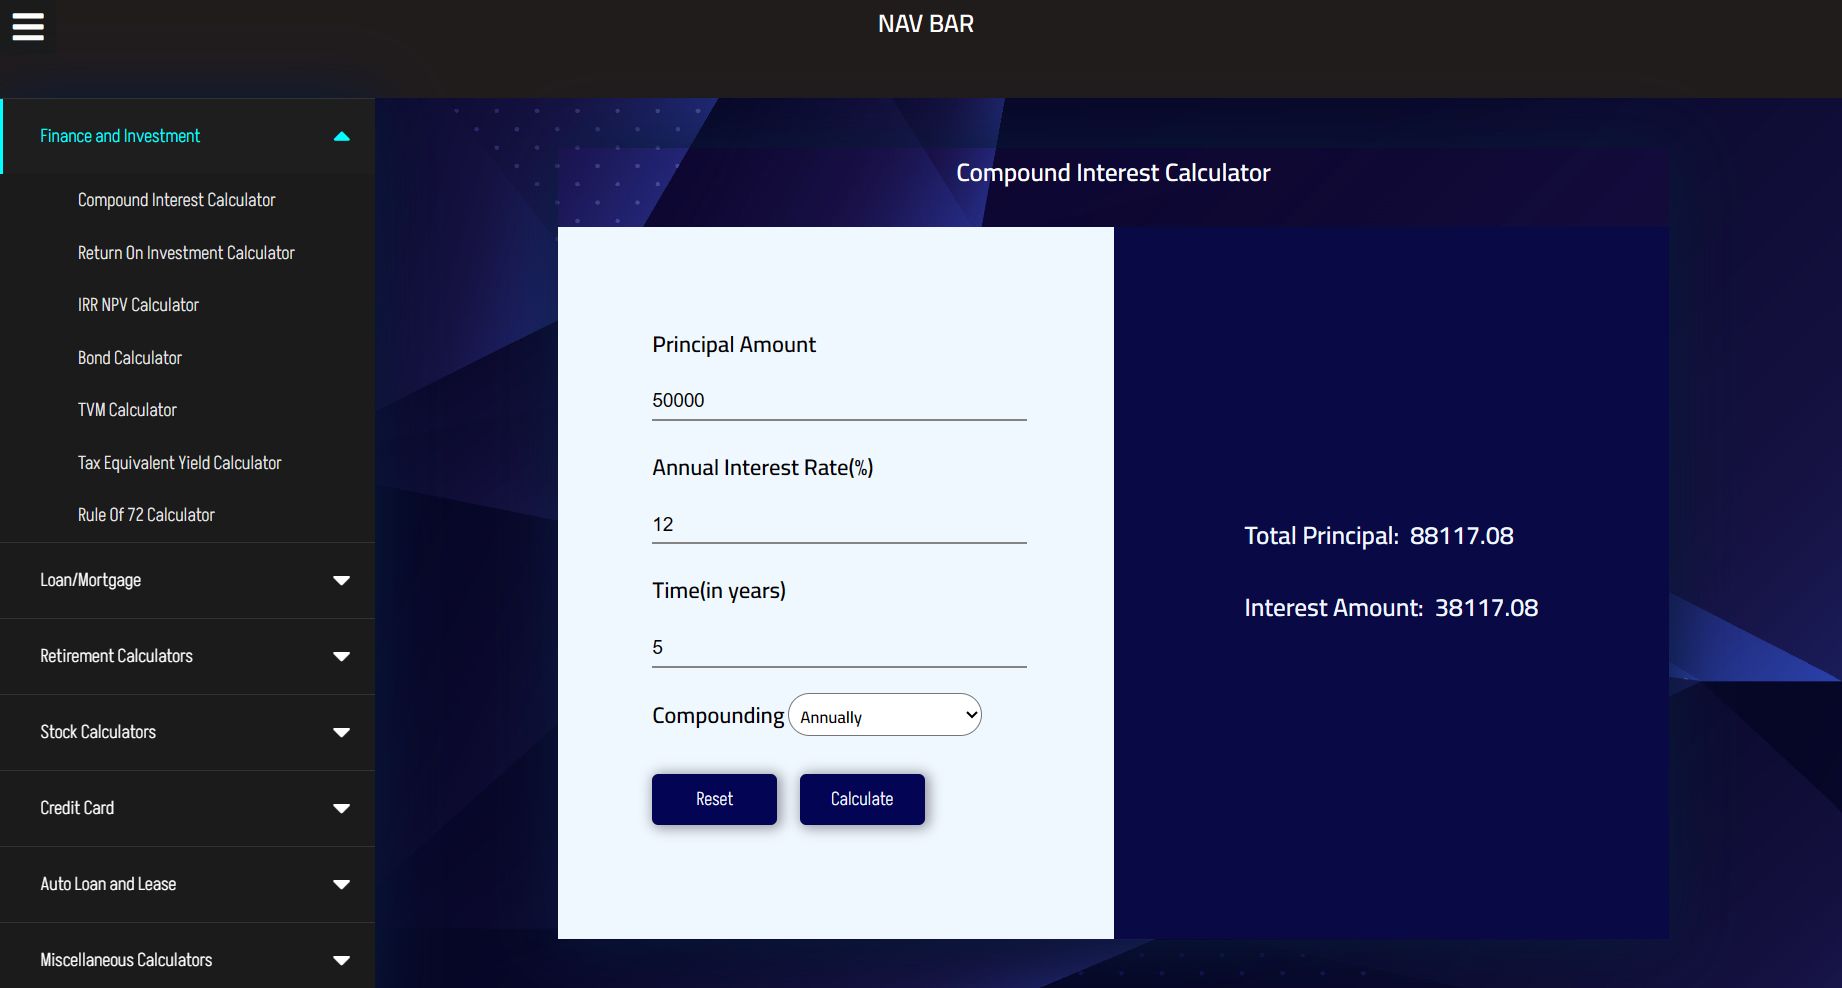 NAV BAR
Finance and Investment
Compound Interest Calculator
Return On Investment Calculator
IRR NPV Calculator
Bond Calculator
TVM Calculator
Tax Equivalent Yield Calculator
Rule Of 72 Calculator
Loan/Mortgage
Retirement Calculators
Stock Calculators
Credit Card
Auto Loan and Lease
Miscellaneous Calculators
Compound Interest Calculator
Principal Amount
50000
Annual Interest Rate(%)
12
Time(in years)
5
Compounding Annually
Reset Calculate
Total Principal: 88117.08
Interest Amount: 38117.08